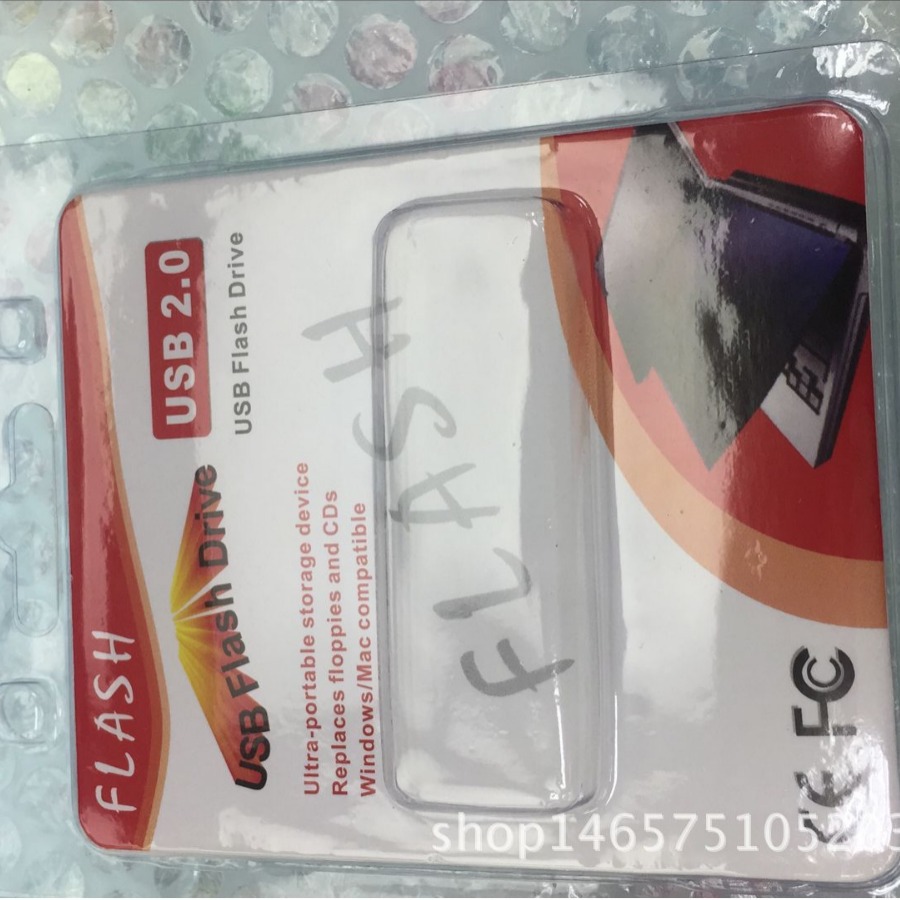 FLASH
USB Flash Drive
USB 2.0
USB Flash Drive
Ultra-portable storage device
Replaces floppies and CDs
Windows/Mac compatible
FLASH
CE FC